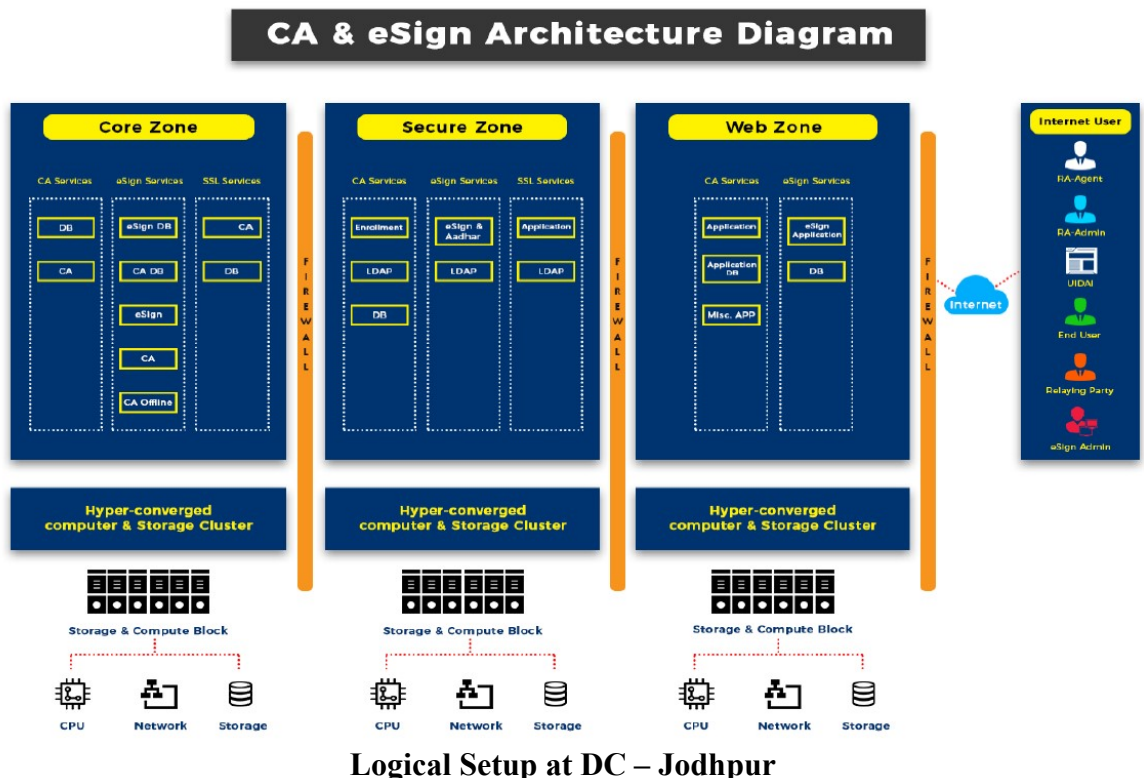 CA & eSign Architecture Diagram
Core Zone
CA Services
eSign Services
SSL Services
DB
CA
eSign DB
CA DB
eSign
CA
CA Offline
CA
DB
FIREWALL
Secure Zone
CA Services
eSign Services
SSL Services
Enrollment
LDAP
DB
eSign &
Aadhar
LDAP
Application
LDAP
FIREWALL
Web Zone
CA Services
eSign Services
Application
Application
DB
Misc. APP
eSign
Application
DB
FIREWALL
Internet
Internet User
RA-Agent
RA-Admin
UIDAI
End User
Relaying Party
eSign Admin
Hyper-converged
computer & Storage Cluster
Hyper-converged
computer & Storage Cluster
Hyper-converged
computer & Storage Cluster
Storage & Compute Block
CPU
Network
Storage
Storage & Compute Block
CPU
Network
Storage
Storage & Compute Block
CPU
Network
Storage
Logical Setup at DC – Jodhpur